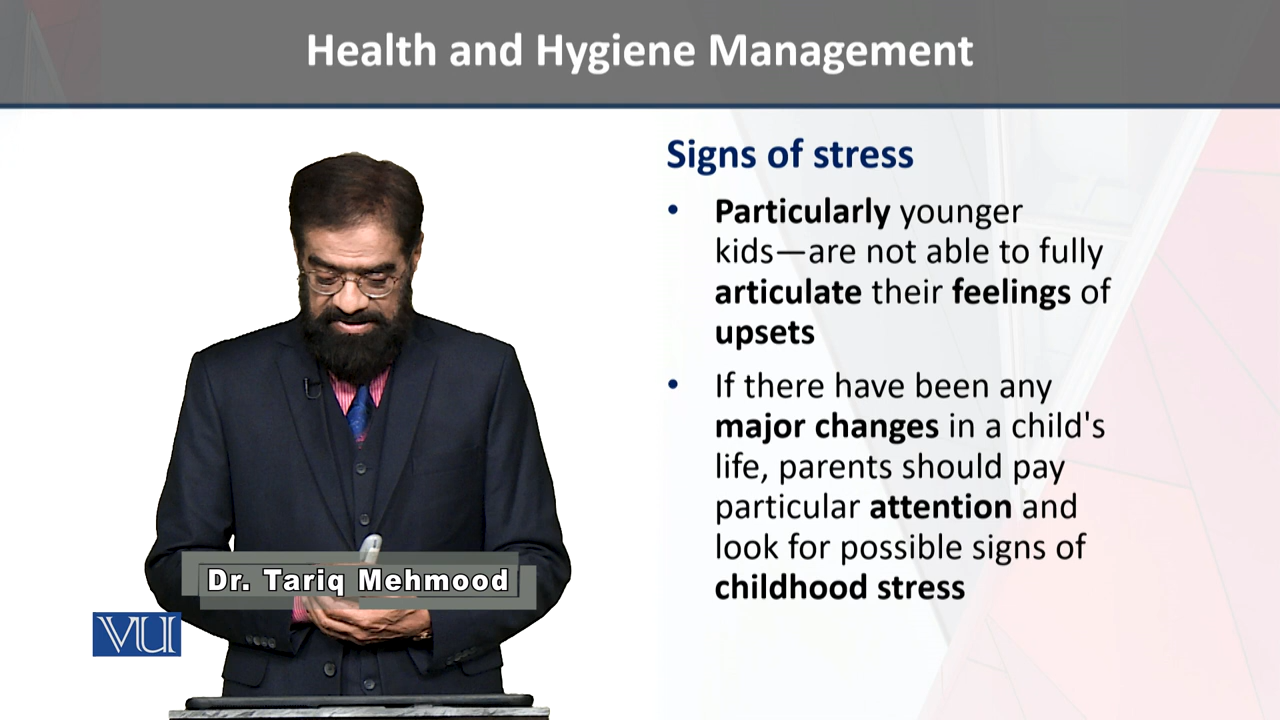 Health and Hygiene Management
Signs of stress
• Particularly younger
kids—are not able to fully
articulate their feelings of
upsets
• If there have been any
major changes in a child's
life, parents should pay
particular attention and
look for possible signs of
childhood stress
Dr. Tariq Mehmood
VU